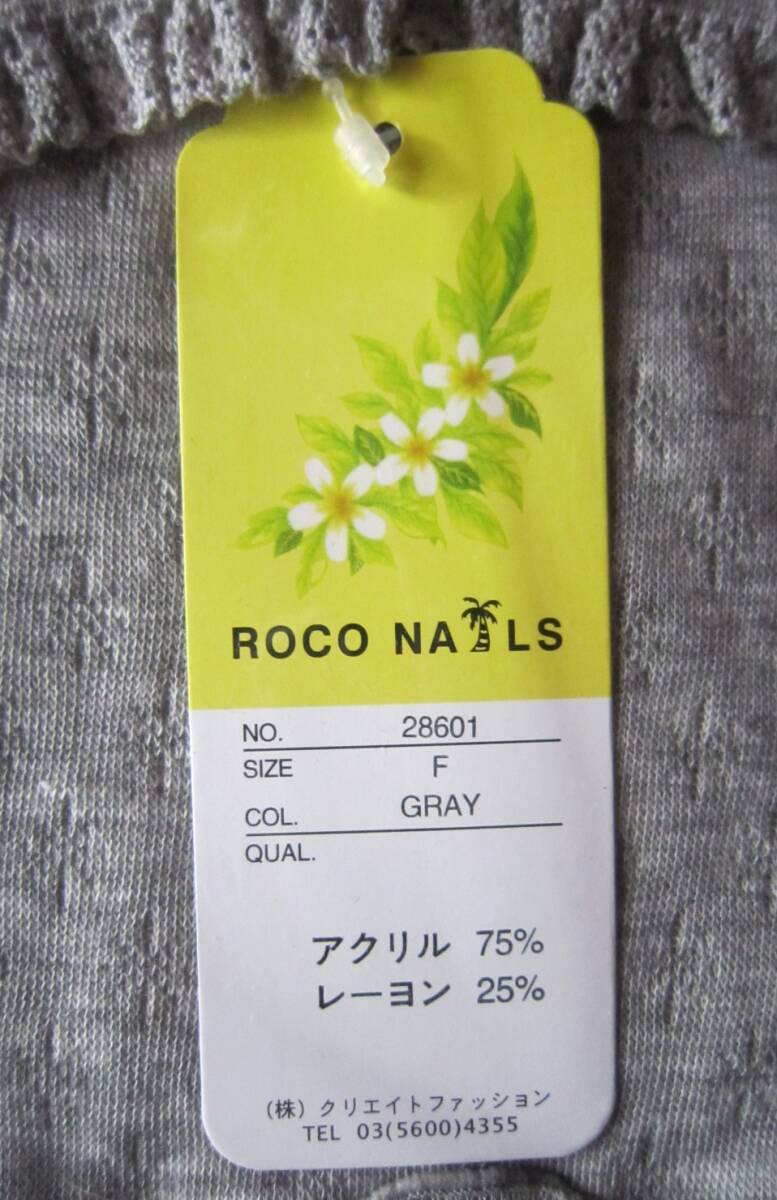 ROCO NAILS
NO. 28601
SIZE F
COL. GRAY
QUAL.
アクリル 75%
レーヨン 25%
(株)クリエイトファッション
TEL 03(5600)4355